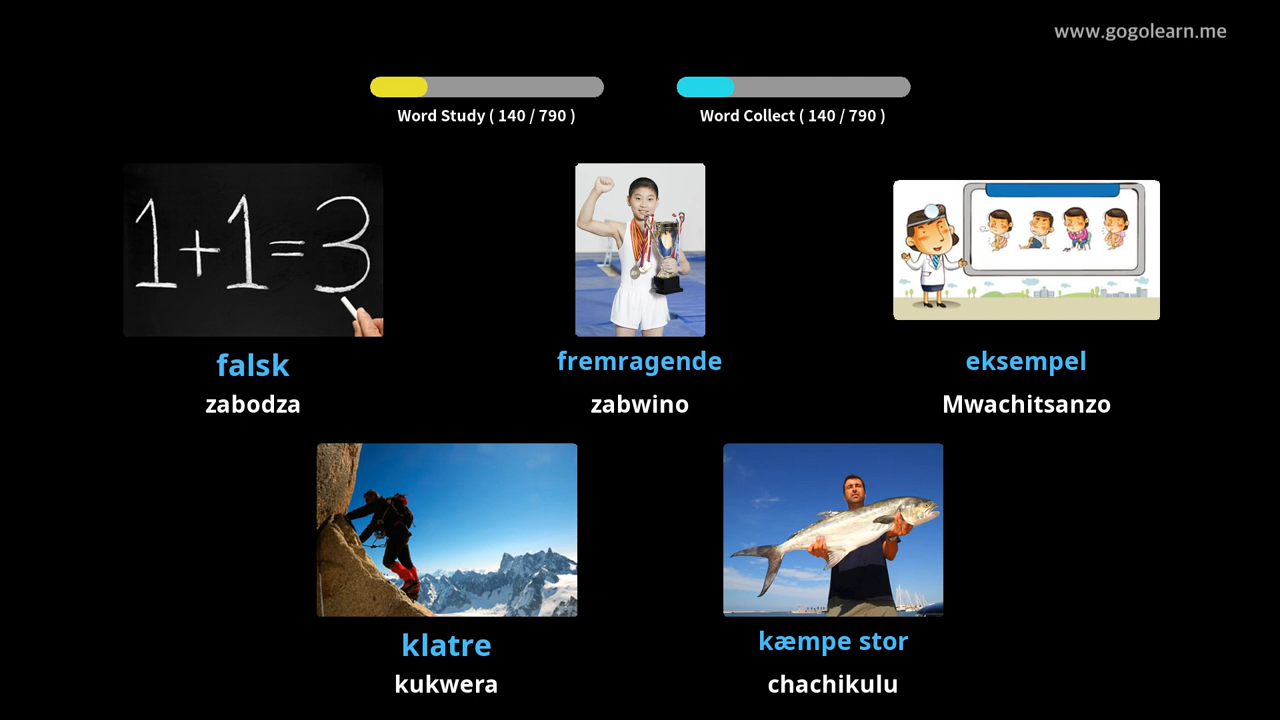 www.gogolearn.me
Word Study ( 140 / 790 )
Word Collect ( 140 / 790 )
1+1=3
falsk
zabodza
fremragende
zabwino
eksempel
Mwachitsanzo
klatre
kukwera
kæmpe stor
chachikulu